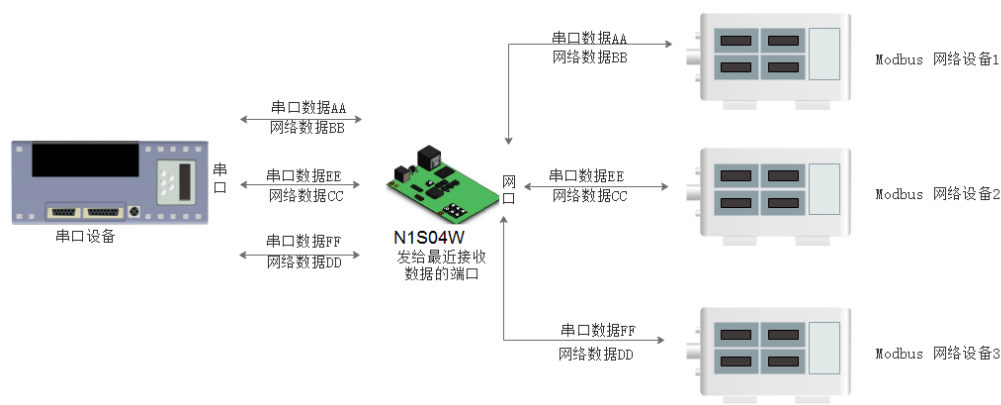 串口数据AA
网络数据BB
Modbus 网络设备1
串口数据AA
网络数据BB
串口
串口数据EE
网络数据CC
网口
串口数据EE
网络数据CC
Modbus 网络设备2
串口设备
串口数据FF
网络数据DD
N1S04W
发给最近接收
数据的端口
串口数据FF
网络数据DD
Modbus 网络设备3